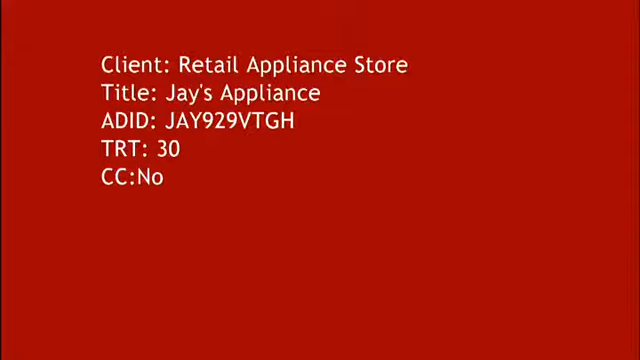 Client: Retail Appliance Store
Title: Jay's Appliance
ADID: JAY929VTGH
TRT: 30
CC:No